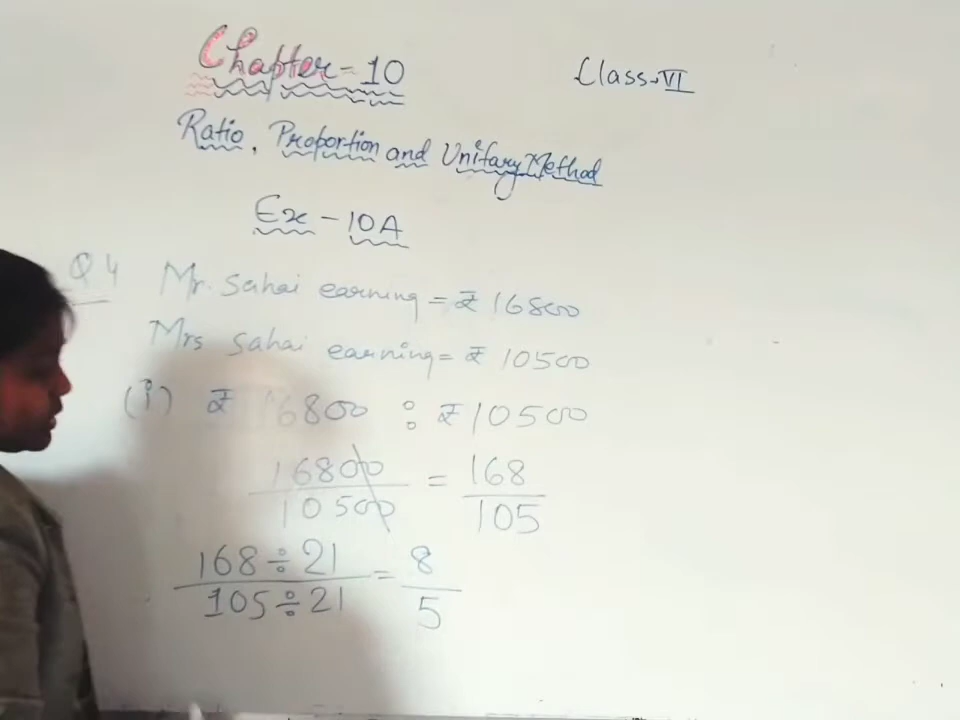 Chapter-10
Class-VI
Ratio, Proportion and Unitary Method
Ex-10A
Q4 Mr. Sahai earning = ₹ 16800
Mrs Sahai earning = ₹ 10500
(i) ₹ 16800 : ₹ 10500
16800/10500 = 168/105
168÷21/105÷21 = 8/5